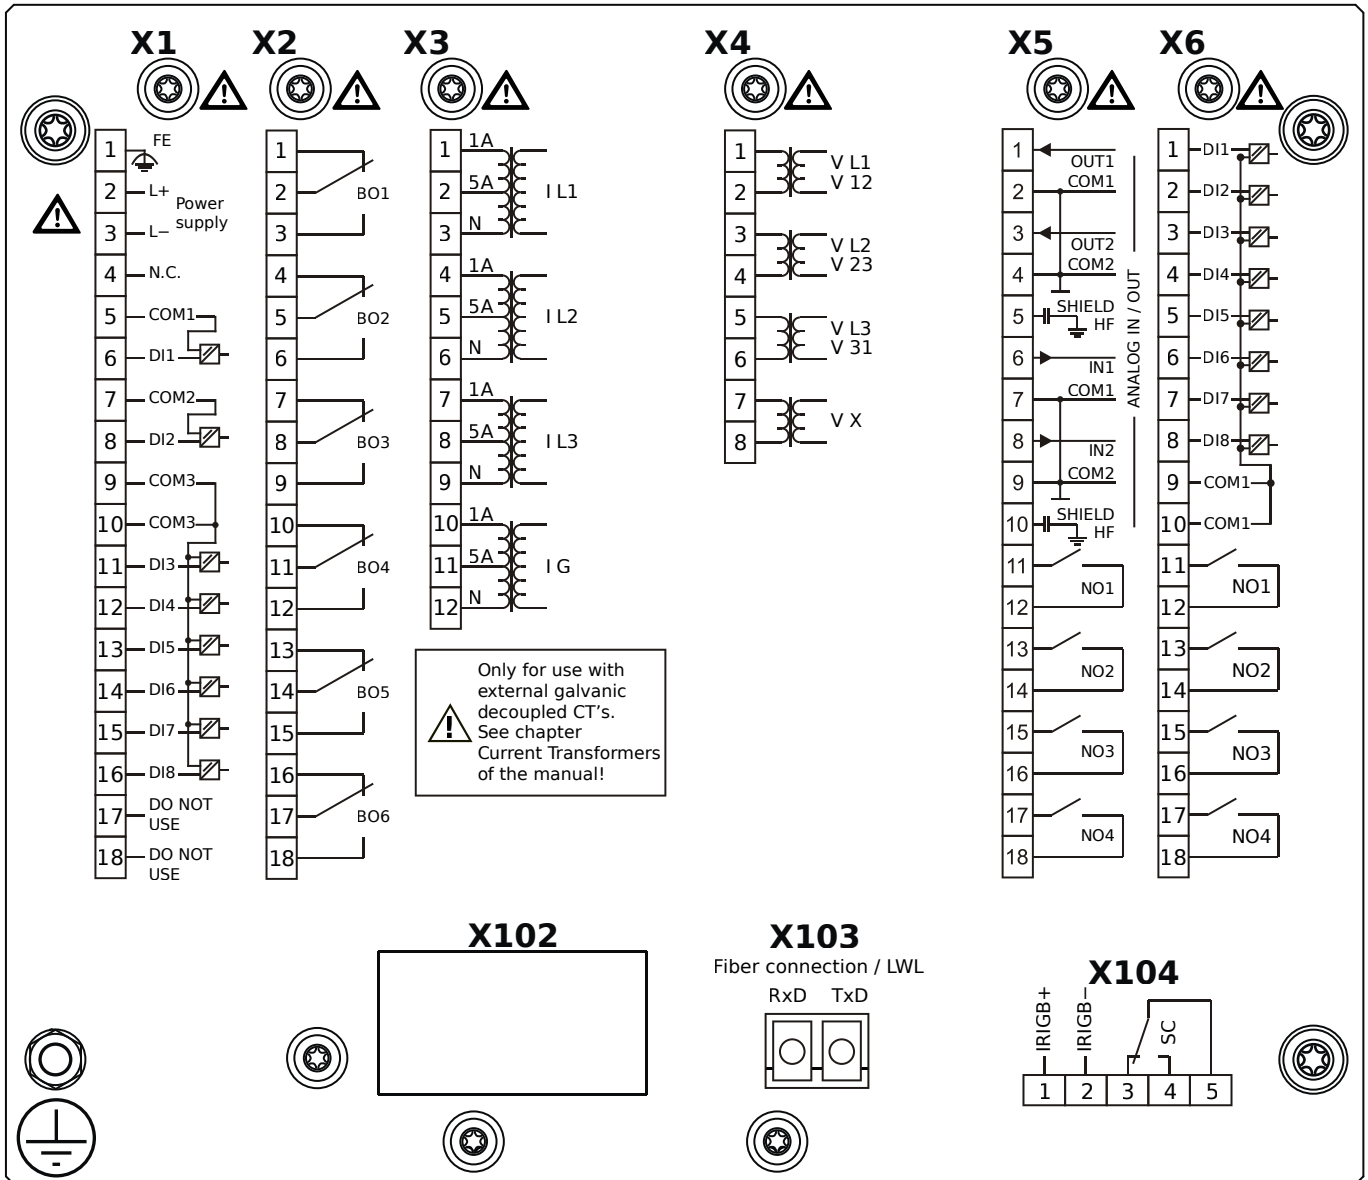 X1
1 FE
2 L+
Power
supply
3 L−
4 N.C.
5 COM1
6 DI1
7 COM2
8 DI2
9 COM3
10 COM3
11 DI3
12 DI4
13 DI5
14 DI6
15 DI7
16 DI8
17 DO NOT
USE
18 DO NOT
USE
X2
1
2 BO1
3
4
5 BO2
6
7
8 BO3
9
10
11 BO4
12
13
14 BO5
15
16
17 BO6
18
X3
1 1A
2 5A I L1
3 N
4 1A
5 5A I L2
6 N
7 1A
8 5A I L3
9 N
10 1A
11 5A I G
12 N
Only for use with
external galvanic
decoupled CT's.
See chapter
Current Transformers
of the manual!
X4
1 V L1
2 V 12
3 V L2
4 V 23
5 V L3
6 V 31
7 V X
8
X5
1 OUT1
2 COM1
3 OUT2
4 COM2
5 SHIELD
HF
6 IN1
7 COM1
8 IN2
9 COM2
10 SHIELD
HF
ANALOG IN / OUT
11
NO1
12
13
NO2
14
15
NO3
16
17
NO4
18
X6
1 DI1
2 DI2
3 DI3
4 DI4
5 DI5
6 DI6
7 DI7
8 DI8
9 COM1
10 COM1
11
NO1
12
13
NO2
14
15
NO3
16
17
NO4
18
X102
X103
Fiber connection / LWL
RxD TxD
X104
IRIGB+ IRIGB− SC
1 2 3 4 5